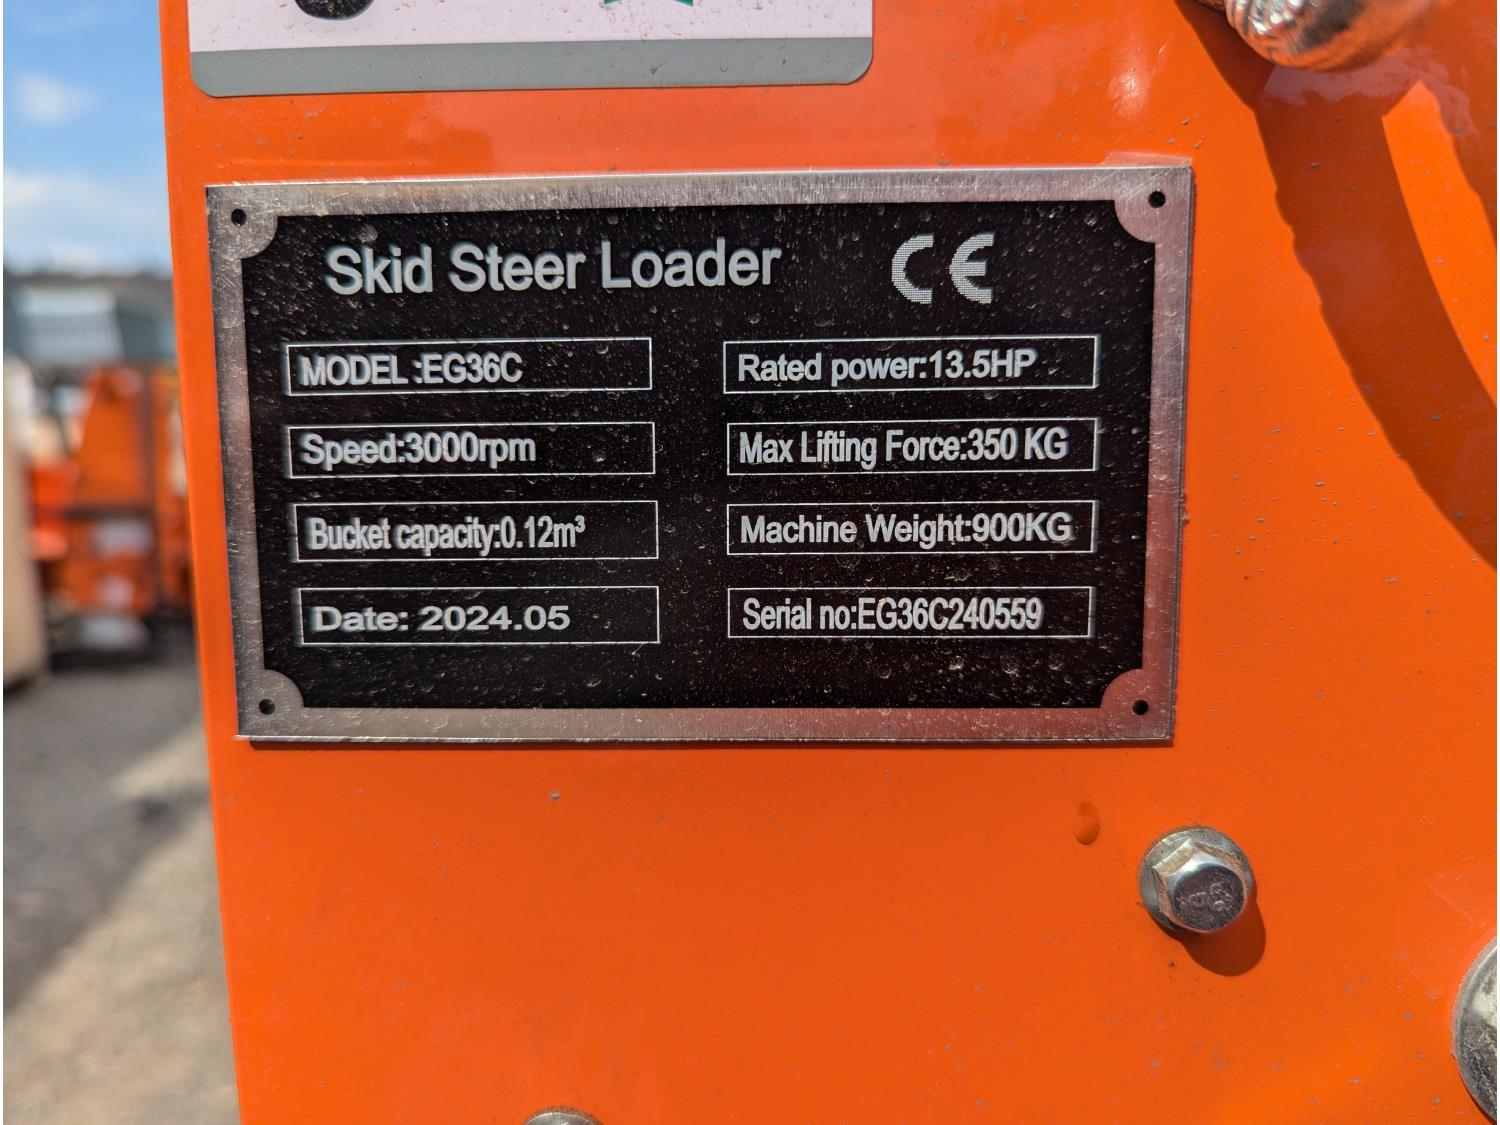 Skid Steer Loader CE
MODEL:EG36C
Rated power:13.5HP
Speed:3000rpm
Max Lifting Force:350 KG
Bucket capacity:0.12m³
Machine Weight:900KG
Date: 2024.05
Serial no:EG36C240559